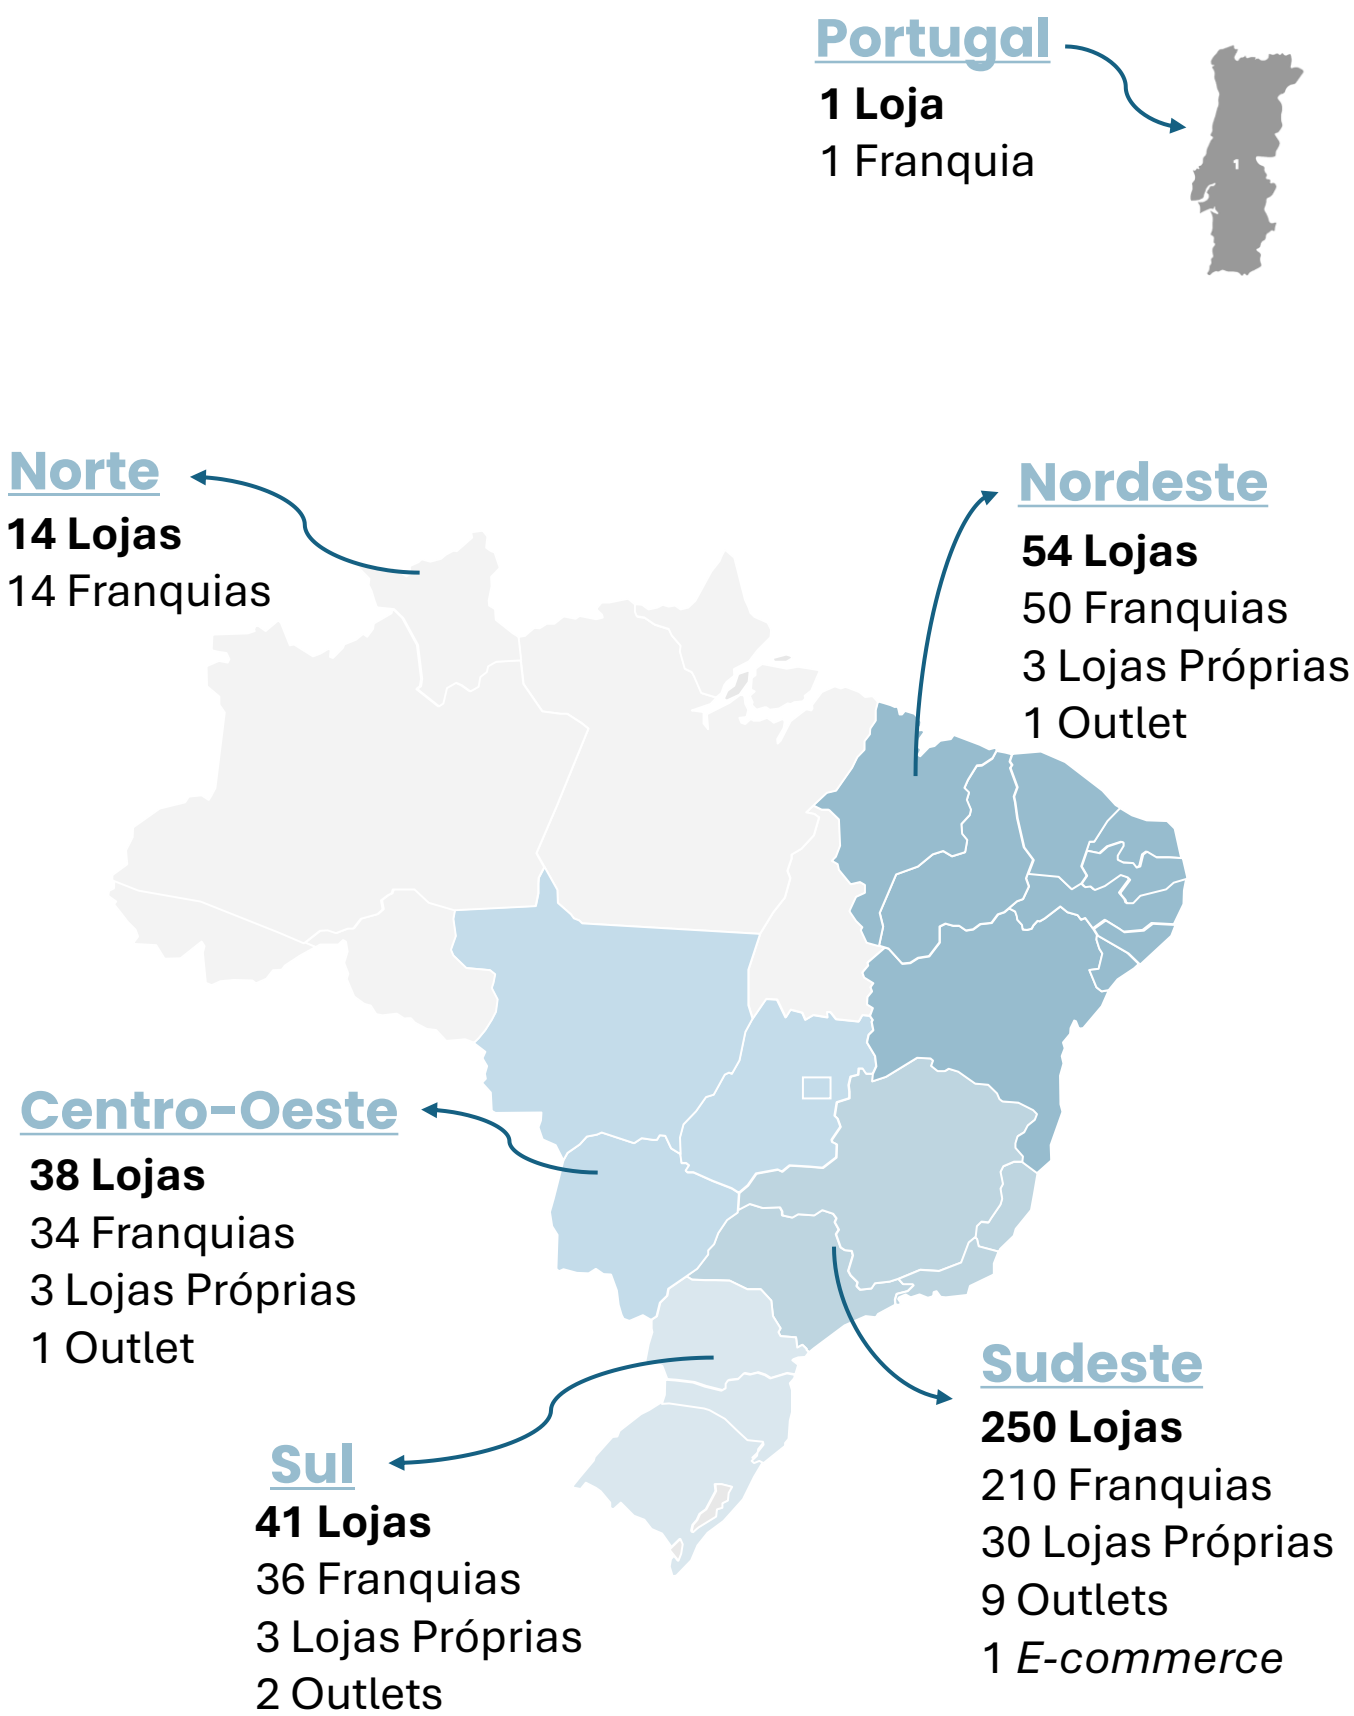 Portugal
1 Loja
1 Franquia
Norte
14 Lojas
14 Franquias
Nordeste
54 Lojas
50 Franquias
3 Lojas Próprias
1 Outlet
Centro-Oeste
38 Lojas
34 Franquias
3 Lojas Próprias
1 Outlet
Sudeste
250 Lojas
210 Franquias
30 Lojas Próprias
9 Outlets
1 E-commerce
Sul
41 Lojas
36 Franquias
3 Lojas Próprias
2 Outlets